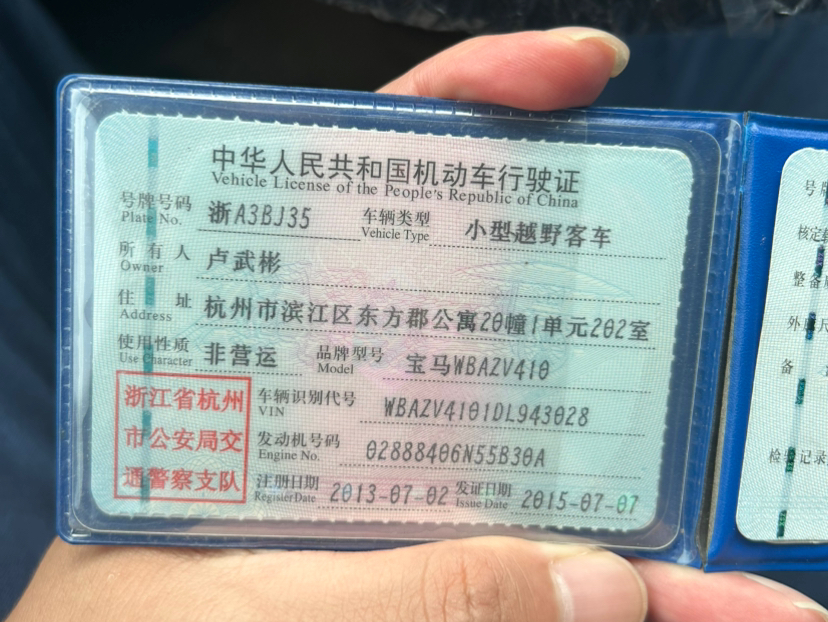 中华人民共和国机动车行驶证
Vehicle License of the People's Republic of China
号牌号码 浙A3BJ35 车辆类型 小型越野客车
Plate No. Vehicle Type
所有人 卢武彬
Owner
住址 杭州市滨江区东方郡公寓20幢1单元202室
Address
使用性质 非营运 品牌型号 宝马WBAZV410
Use Character Model
浙江省杭州
市公安局交
通警察支队
车辆识别代号 WBAZV4101DL943028
VIN
发动机号码 02888406N55B30A
Engine No.
注册日期 2013-07-02 发证日期 2015-07-07
Register Date Issue Date
号牌
核定载
整备质
外廓尺
备
检验记录